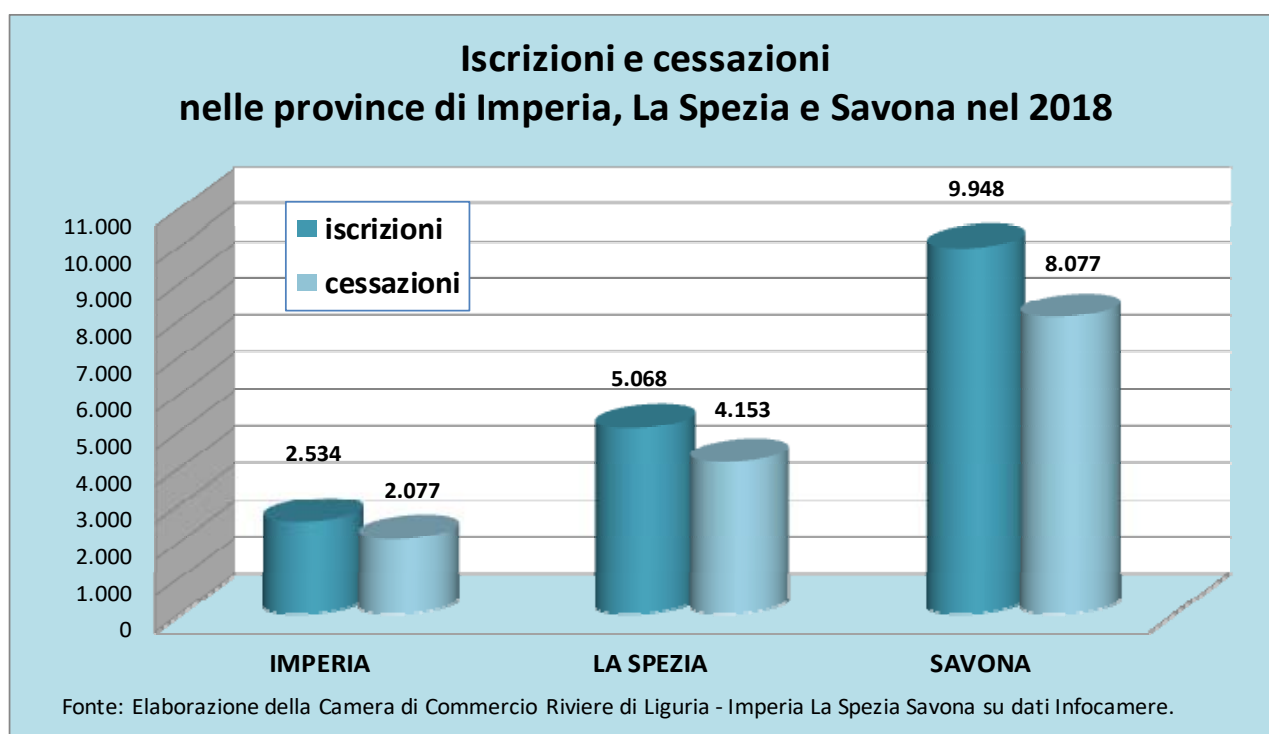 Iscrizioni e cessazioni
nelle province di Imperia, La Spezia e Savona nel 2018
11.000
10.000
9.000
8.000
7.000
6.000
5.000
4.000
3.000
2.000
1.000
0
iscrizioni
cessazioni
2.534
2.077
5.068
4.153
9.948
8.077
IMPERIA
LA SPEZIA
SAVONA
Fonte: Elaborazione della Camera di Commercio Riviere di Liguria - Imperia La Spezia Savona su dati Infocamere.